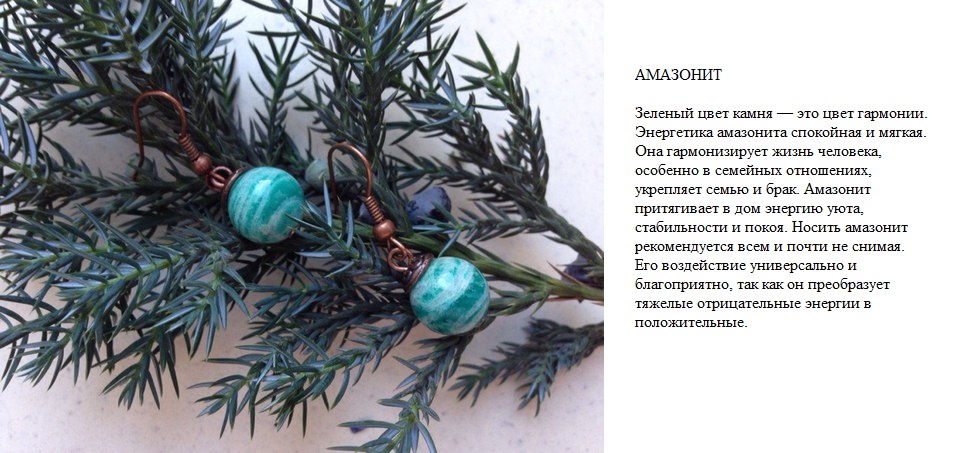 АМАЗОНИТ
Зеленый цвет камня — это цвет гармонии.
Энергетика амазонита спокойная и мягкая.
Она гармонизирует жизнь человека,
особенно в семейных отношениях,
укрепляет семью и брак. Амазонит
притягивает в дом энергию уюта,
стабильности и покоя. Носить амазонит
рекомендуется всем и почти не снимая.
Его воздействие универсально и
благоприятно, так как он преобразует
тяжелые отрицательные энергии в
положительные.